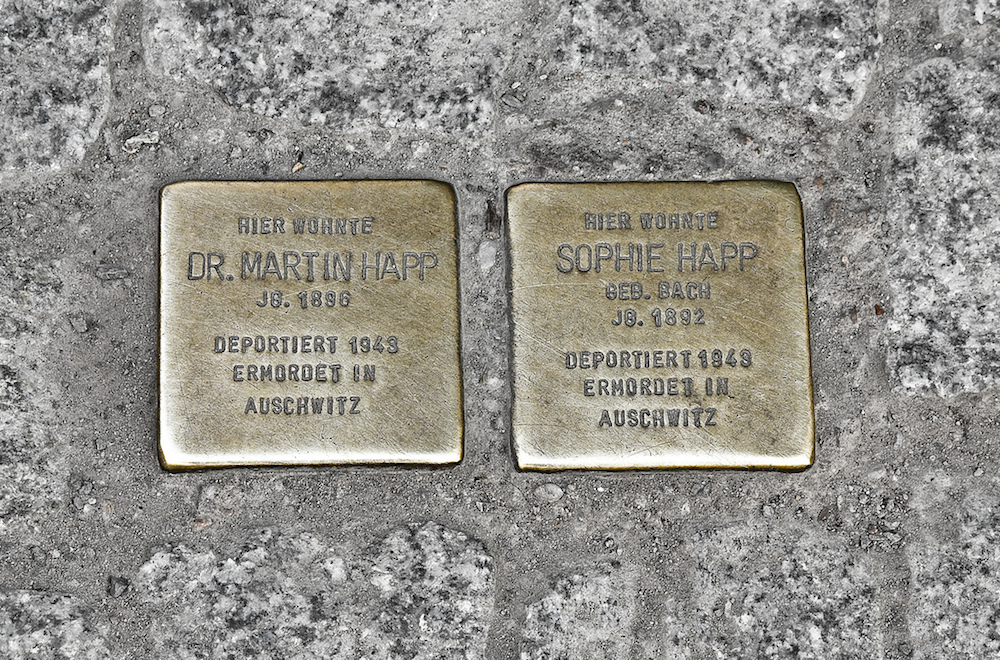 HIER WOHNTE
DR. MARTIN HAPP
JG. 1896
DEPORTIERT 1943
ERMORDET IN
AUSCHWITZ
HIER WOHNTE
SOPHIE HAPP
GEB. BACH
JG. 1892
DEPORTIERT 1943
ERMORDET IN
AUSCHWITZ